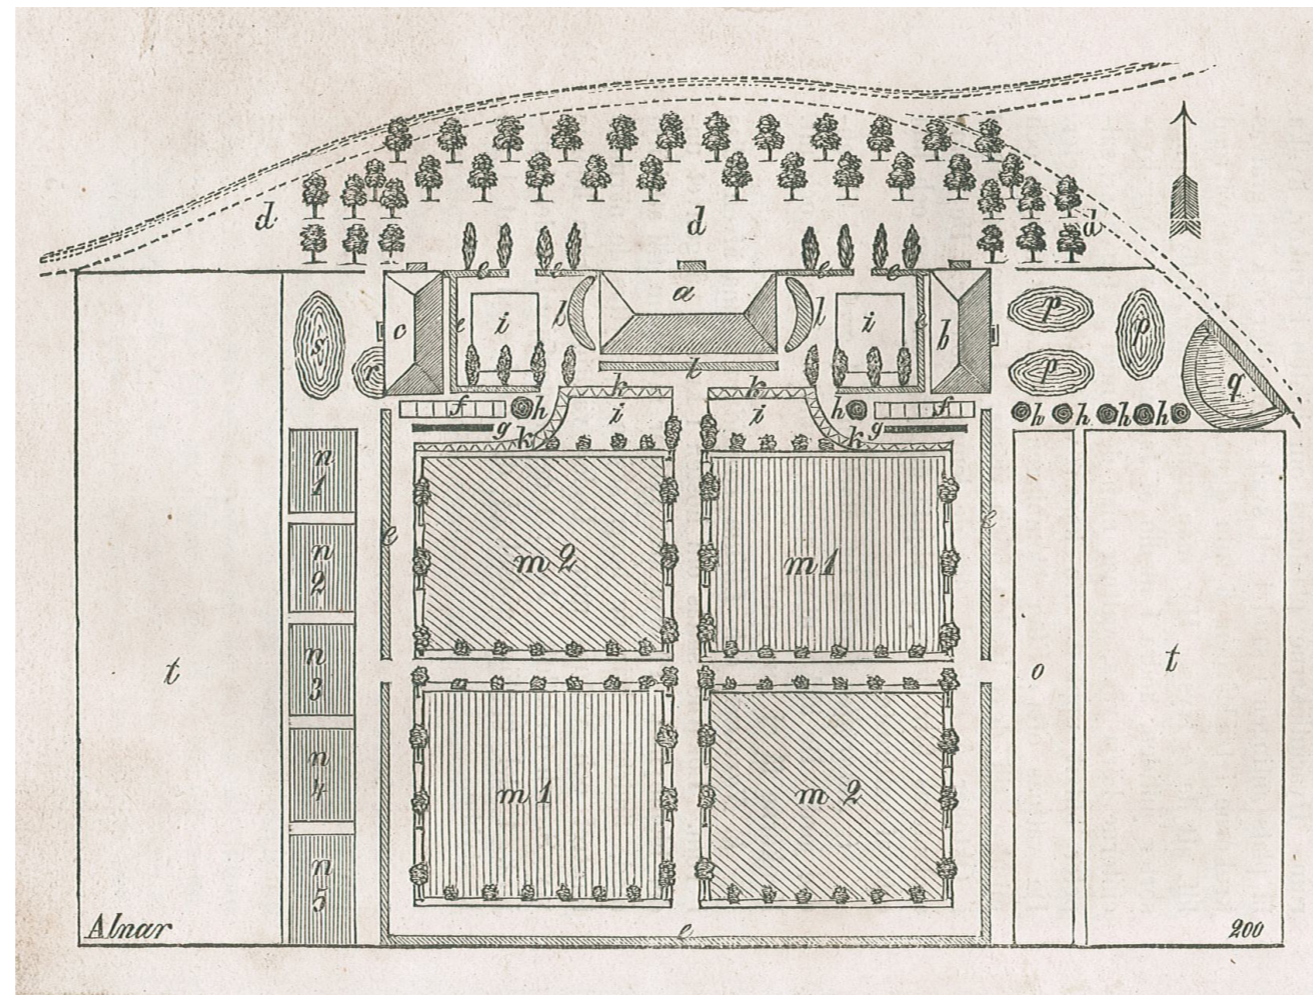 d d d
e e a e e
c e i l l i e b
s r
p p p q
l
k k
f h i i h f
g k k g
h h h h
n 1
n 2
n 3
n 4
n 5
e e
m 2 m 1
t o t
m 1 m 2
Alnar e 200